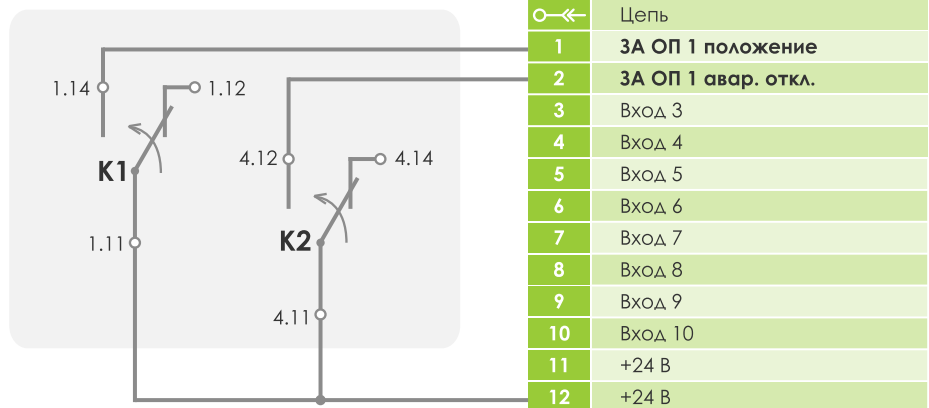 Цепь
1 ЗА ОП 1 положение
2 ЗА ОП 1 авар. откл.
3 Вход 3
4 Вход 4
5 Вход 5
6 Вход 6
7 Вход 7
8 Вход 8
9 Вход 9
10 Вход 10
11 +24 В
12 +24 В
1.14
1.12
K1
4.12
4.14
1.11
K2
4.11